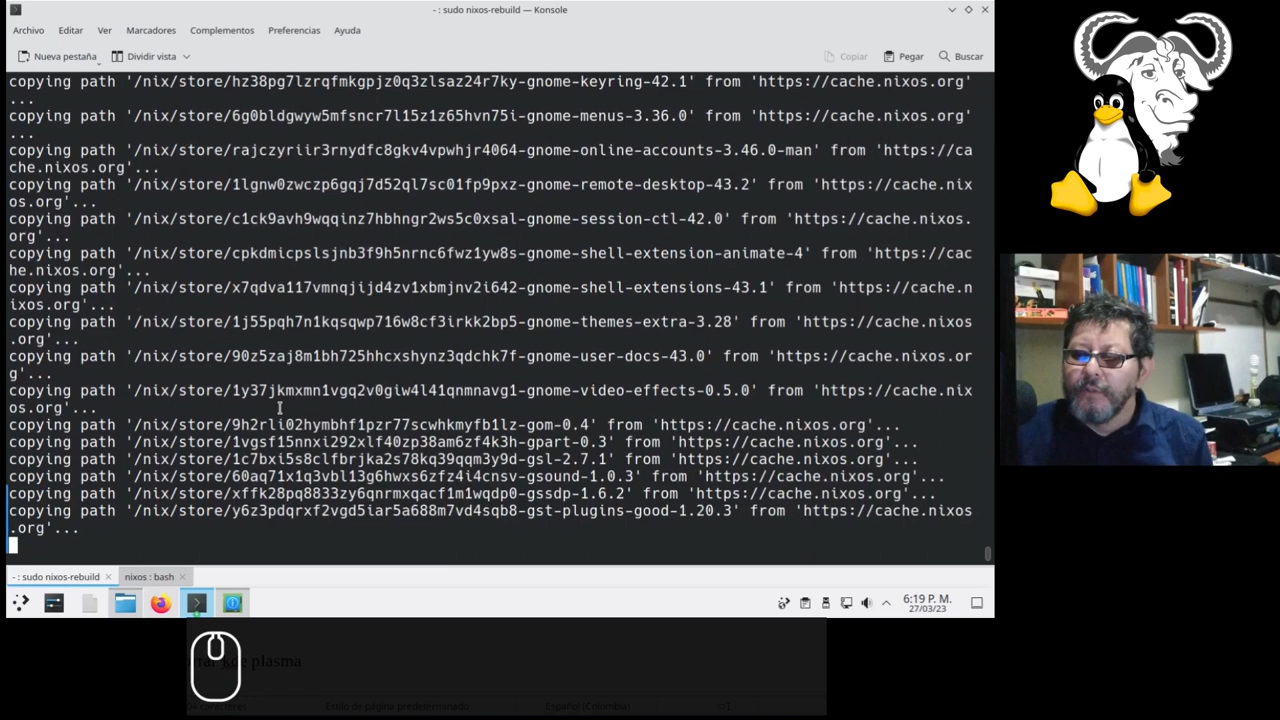 - : sudo nixos-rebuild — Konsole
Archivo Editar Ver Marcadores Complementos Preferencias Ayuda
Nueva pestaña Dividir vista Copiar Pegar Buscar
copying path '/nix/store/hz38pg7lzrqfmkgpjz0q3zlsaz24r7ky-gnome-keyring-42.1' from 'https://cache.nixos.org'
...
copying path '/nix/store/6g0bldgwyw5mfsncr7l15z1z65hvn75i-gnome-menus-3.36.0' from 'https://cache.nixos.org'
...
copying path '/nix/store/rajczyriir3rnydfc8gkv4vpwhjr4064-gnome-online-accounts-3.46.0-man' from 'https://ca
che.nixos.org'...
copying path '/nix/store/1lgnw0zwczp6gqj7d52ql7sc01fp9pxz-gnome-remote-desktop-43.2' from 'https://cache.nix
os.org'...
copying path '/nix/store/c1ck9avh9wqqinz7hbhngr2ws5c0xsal-gnome-session-ctl-42.0' from 'https://cache.nixos.
org'...
copying path '/nix/store/cpkdmicpslsjnb3f9h5nrnc6fwz1yw8s-gnome-shell-extension-animate-4' from 'https://cac
he.nixos.org'...
copying path '/nix/store/x7qdva117vmnqjijd4zv1xbmjnv2i642-gnome-shell-extensions-43.1' from 'https://cache.n
ixos.org'...
copying path '/nix/store/1j55pqh7n1kqsqwp716w8cf3irkk2bp5-gnome-themes-extra-3.28' from 'https://cache.nixos
.org'...
copying path '/nix/store/90z5zaj8m1bh725hhcxshynz3qdchk7f-gnome-user-docs-43.0' from 'https://cache.nixos.or
g'...
copying path '/nix/store/1y37jkmxmn1vgq2v0giw4l41qnmnavg1-gnome-video-effects-0.5.0' from 'https://cache.nix
os.org'...
copying path '/nix/store/9h2rli02hymbhf1pzr77scwhkmyfb1lz-gom-0.4' from 'https://cache.nixos.org'...
copying path '/nix/store/1vgsf15nnxi292xlf40zp38am6zf4k3h-gpart-0.3' from 'https://cache.nixos.org'...
copying path '/nix/store/1c7bxi5s8clfbrjka2s78kq39qqm3y9d-gsl-2.7.1' from 'https://cache.nixos.org'...
copying path '/nix/store/60aq71x1q3vbl13g6hwxs6zfz4i4cnsv-gsound-1.0.3' from 'https://cache.nixos.org'...
copying path '/nix/store/xffk28pq8833zy6qnrmxqacf1m1wqdp0-gssdp-1.6.2' from 'https://cache.nixos.org'...
copying path '/nix/store/y6z3pdqrxf2vgd5iar5a688m7vd4sqb8-gst-plugins-good-1.20.3' from 'https://cache.nixos
.org'...
- : sudo nixos-rebuild nixos : bash
6:19 P. M.
27/03/23
plasma
caracteres Estilo de página predeterminado Español (Colombia)